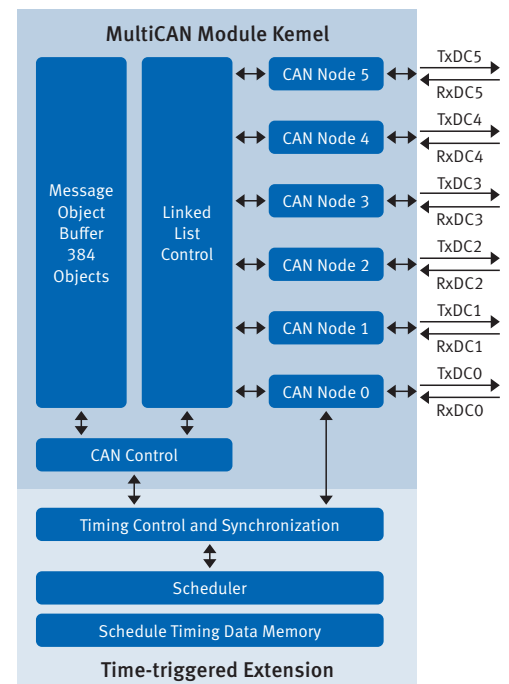 MultiCAN Module Kernel
Message
Object
Buffer
384
Objects
Linked
List
Control
CAN Node 5
TxDC5
RxDC5
CAN Node 4
TxDC4
RxDC4
CAN Node 3
TxDC3
RxDC3
CAN Node 2
TxDC2
RxDC2
CAN Node 1
TxDC1
RxDC1
CAN Node 0
TxDC0
RxDC0
CAN Control
Timing Control and Synchronization
Scheduler
Schedule Timing Data Memory
Time-triggered Extension